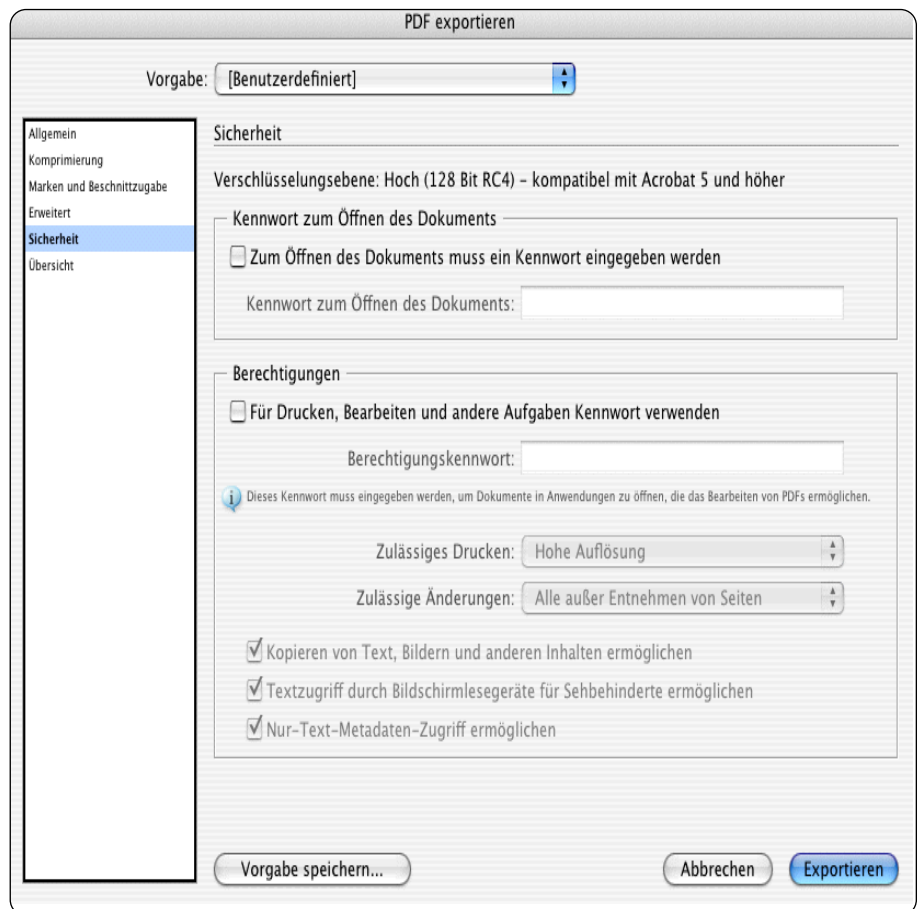 PDF exportieren
Vorgabe: [Benutzerdefiniert]
Allgemein
Komprimierung
Marken und Beschnittzugabe
Erweitert
Sicherheit
Übersicht
Sicherheit
Verschlüsselungsebene: Hoch (128 Bit RC4) – kompatibel mit Acrobat 5 und höher
Kennwort zum Öffnen des Dokuments
Zum Öffnen des Dokuments muss ein Kennwort eingegeben werden
Kennwort zum Öffnen des Dokuments:
Berechtigungen
Für Drucken, Bearbeiten und andere Aufgaben Kennwort verwenden
Berechtigungskennwort:
Dieses Kennwort muss eingegeben werden, um Dokumente in Anwendungen zu öffnen, die das Bearbeiten von PDFs ermöglichen.
Zulässiges Drucken: Hohe Auflösung
Zulässige Änderungen: Alle außer Entnehmen von Seiten
Kopieren von Text, Bildern und anderen Inhalten ermöglichen
Textzugriff durch Bildschirmlesegeräte für Sehbehinderte ermöglichen
Nur-Text-Metadaten-Zugriff ermöglichen
Vorgabe speichern... Abbrechen Exportieren